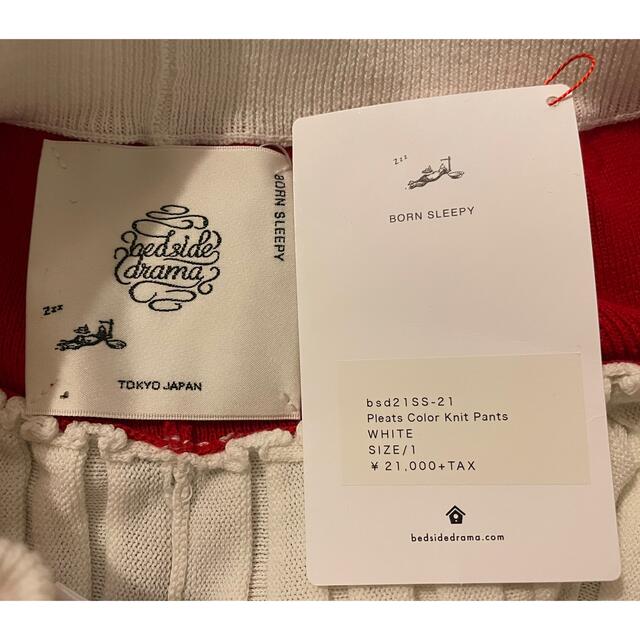 BORN SLEEPY
bedside
drama
Zzz
TOKYO JAPAN
Zzz
BORN SLEEPY
bsd21SS-21
Pleats Color Knit Pants
WHITE
SIZE/1
¥ 21,000+TAX
bedsidedrama.com